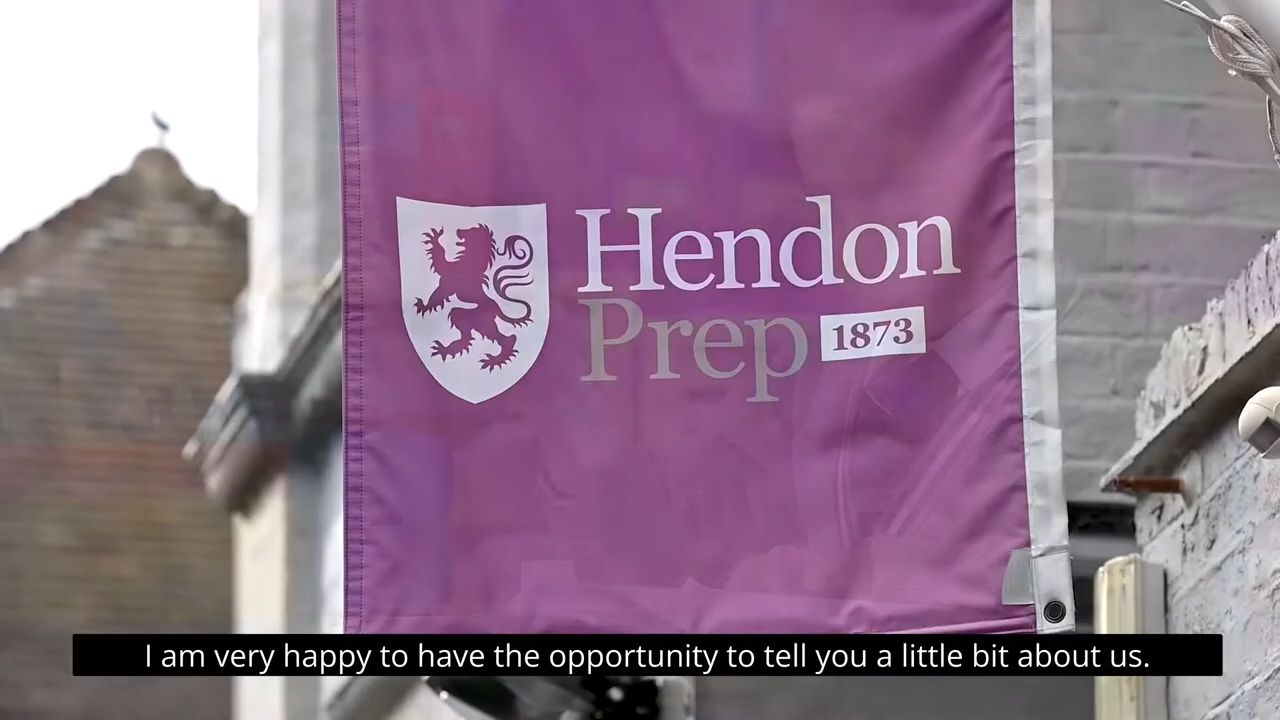 Hendon
Prep 1873
I am very happy to have the opportunity to tell you a little bit about us.